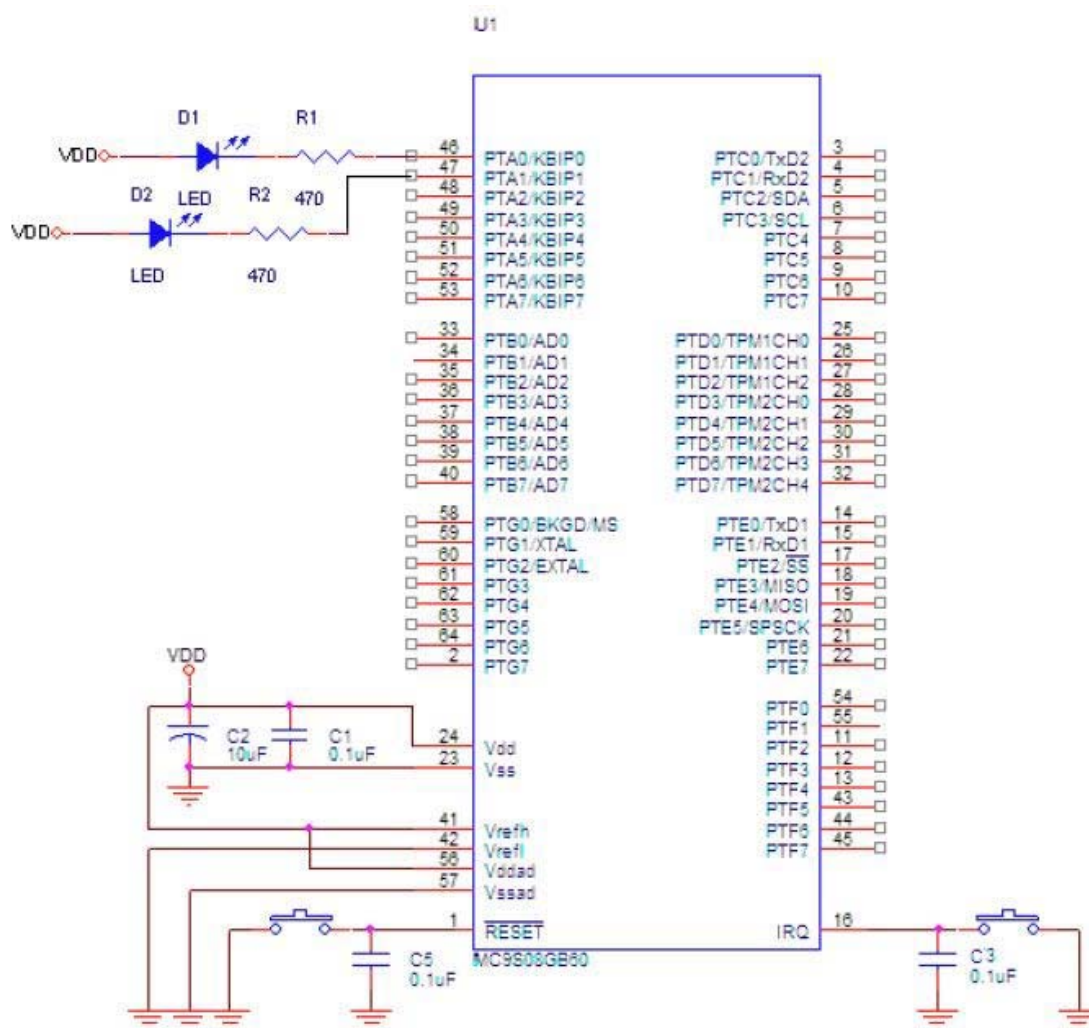 U1
D1
R1
VDD
D2
LED
R2
470
VDD
LED
470
46 PTA0/KBIP0
47 PTA1/KBIP1
48 PTA2/KBIP2
49 PTA3/KBIP3
50 PTA4/KBIP4
51 PTA5/KBIP5
52 PTA6/KBIP6
53 PTA7/KBIP7
33 PTB0/AD0
34 PTB1/AD1
35 PTB2/AD2
36 PTB3/AD3
37 PTB4/AD4
38 PTB5/AD5
39 PTB6/AD6
40 PTB7/AD7
58 PTG0/BKGD/MS
59 PTG1/XTAL
60 PTG2/EXTAL
61 PTG3
62 PTG4
63 PTG5
64 PTG6
2 PTG7
VDD
C2
10uF
C1
0.1uF
24 Vdd
23 Vss
41 Vrefh
42 Vrefl
56 Vddad
57 Vssad
1 RESET
C5
0.1uF
MC9S08GB60
PTC0/TxD2 3
PTC1/RxD2 4
PTC2/SDA 5
PTC3/SCL 6
PTC4 7
PTC5 8
PTC6 9
PTC7 10
PTD0/TPM1CH0 25
PTD1/TPM1CH1 26
PTD2/TPM1CH2 27
PTD3/TPM2CH0 28
PTD4/TPM2CH1 29
PTD5/TPM2CH2 30
PTD6/TPM2CH3 31
PTD7/TPM2CH4 32
PTE0/TxD1 14
PTE1/RxD1 15
PTE2/SS 17
PTE3/MISO 18
PTE4/MOSI 19
PTE5/SPSCK 20
PTE6 21
PTE7 22
PTF0 54
PTF1 55
PTF2 11
PTF3 12
PTF4 13
PTF5 43
PTF6 44
PTF7 45
IRQ 16
C3
0.1uF